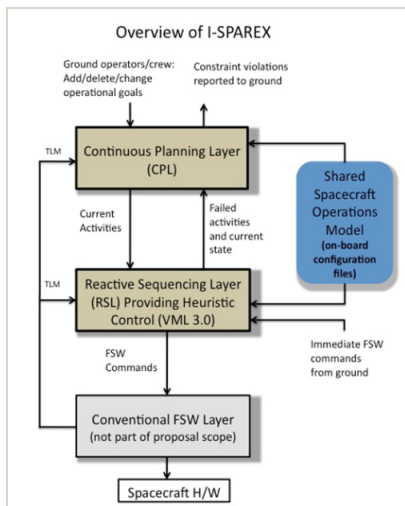 Overview of I-SPAREX
Ground operators/crew:
Add/delete/change
operational goals
Constraint violations
reported to ground
TLM
Continuous Planning Layer
(CPL)
Shared
Spacecraft
Operations
Model
(on-board
configuration
files)
Current
Activities
Failed
activities
and current
state
TLM
Reactive Sequencing Layer
(RSL) Providing Heuristic
Control (VML 3.0)
FSW
Commands
Immediate FSW
commands
from ground
Conventional FSW Layer
(not part of proposal scope)
Spacecraft H/W